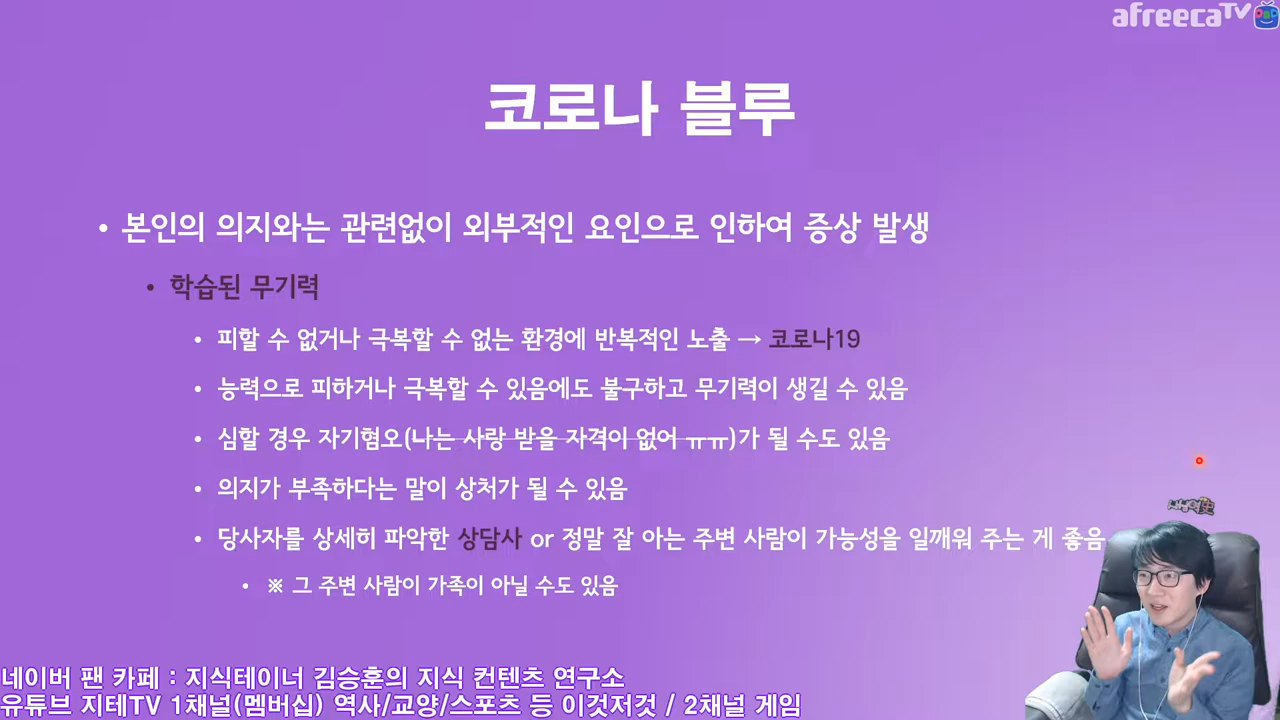 afreecaTV
코로나 블루
• 본인의 의지와는 관련없이 외부적인 요인으로 인하여 증상 발생
• 학습된 무기력
• 피할 수 없거나 극복할 수 없는 환경에 반복적인 노출 → 코로나19
• 능력으로 피하거나 극복할 수 있음에도 불구하고 무기력이 생길 수 있음
• 심할 경우 자기혐오(나는 사랑 받을 자격이 없어 ㅠㅠ)가 될 수도 있음
• 의지가 부족하다는 말이 상처가 될 수 있음
• 당사자를 상세히 파악한 상담사 or 정말 잘 아는 주변 사람이 가능성을 일깨워 주는 게 좋음
• ※ 그 주변 사람이 가족이 아닐 수도 있음
네이버 팬 카페 : 지식테이너 김승훈의 지식 컨텐츠 연구소
유튜브 지테TV 1채널(멤버십) 역사/교양/스포츠 등 이것저것 / 2채널 게임